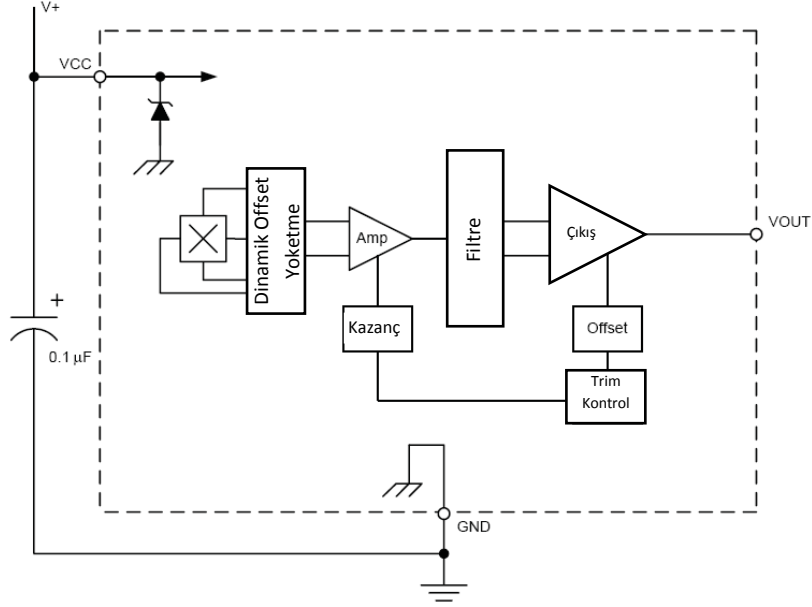 V+
VCC
VOUT
Dinamik Offset
Yoketme
Amp
Filtre
Çıkış
Kazanç
Offset
Trim
Kontrol
+
0.1 µF
GND